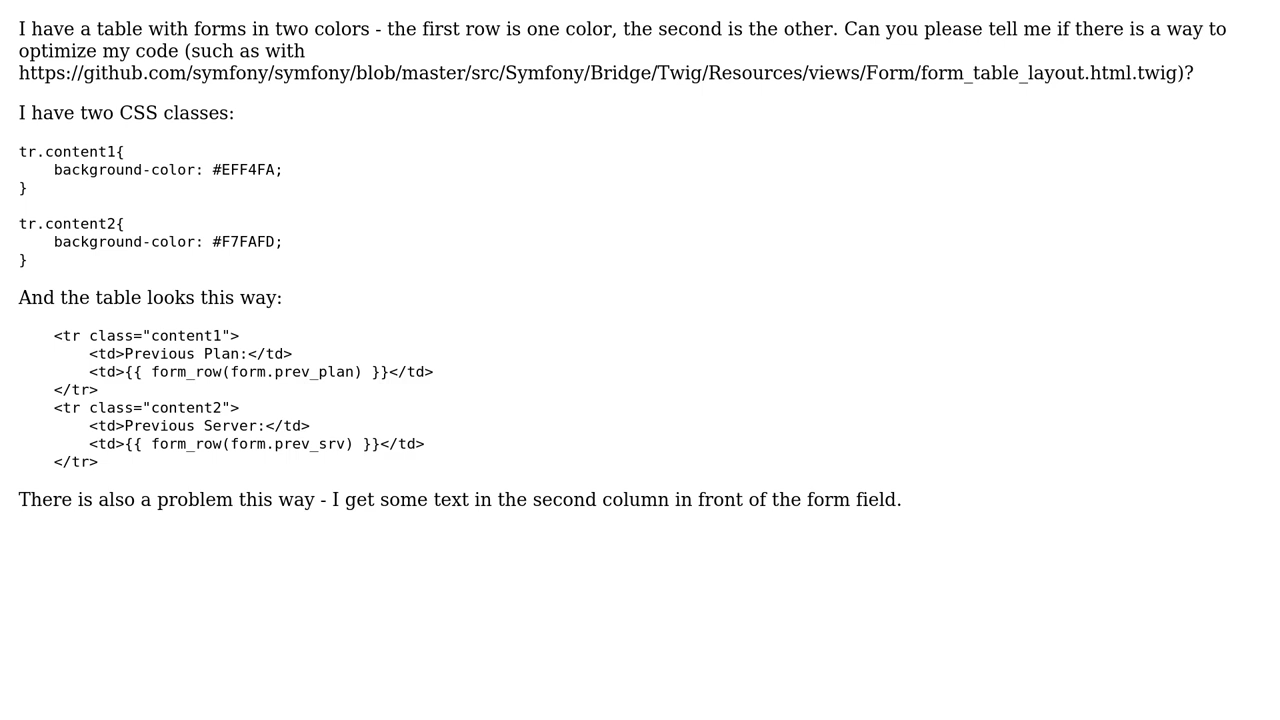 I have a table with forms in two colors - the first row is one color, the second is the other. Can you please tell me if there is a way to
optimize my code (such as with
https://github.com/symfony/symfony/blob/master/src/Symfony/Bridge/Twig/Resources/views/Form/form_table_layout.html.twig)?
I have two CSS classes:
tr.content1{
    background-color: #EFF4FA;
}
tr.content2{
    background-color: #F7FAFD;
}
And the table looks this way:
    <tr class="content1">
        <td>Previous Plan:</td>
        <td>{{ form_row(form.prev_plan) }}</td>
    </tr>
    <tr class="content2">
        <td>Previous Server:</td>
        <td>{{ form_row(form.prev_srv) }}</td>
    </tr>
There is also a problem this way - I get some text in the second column in front of the form field.